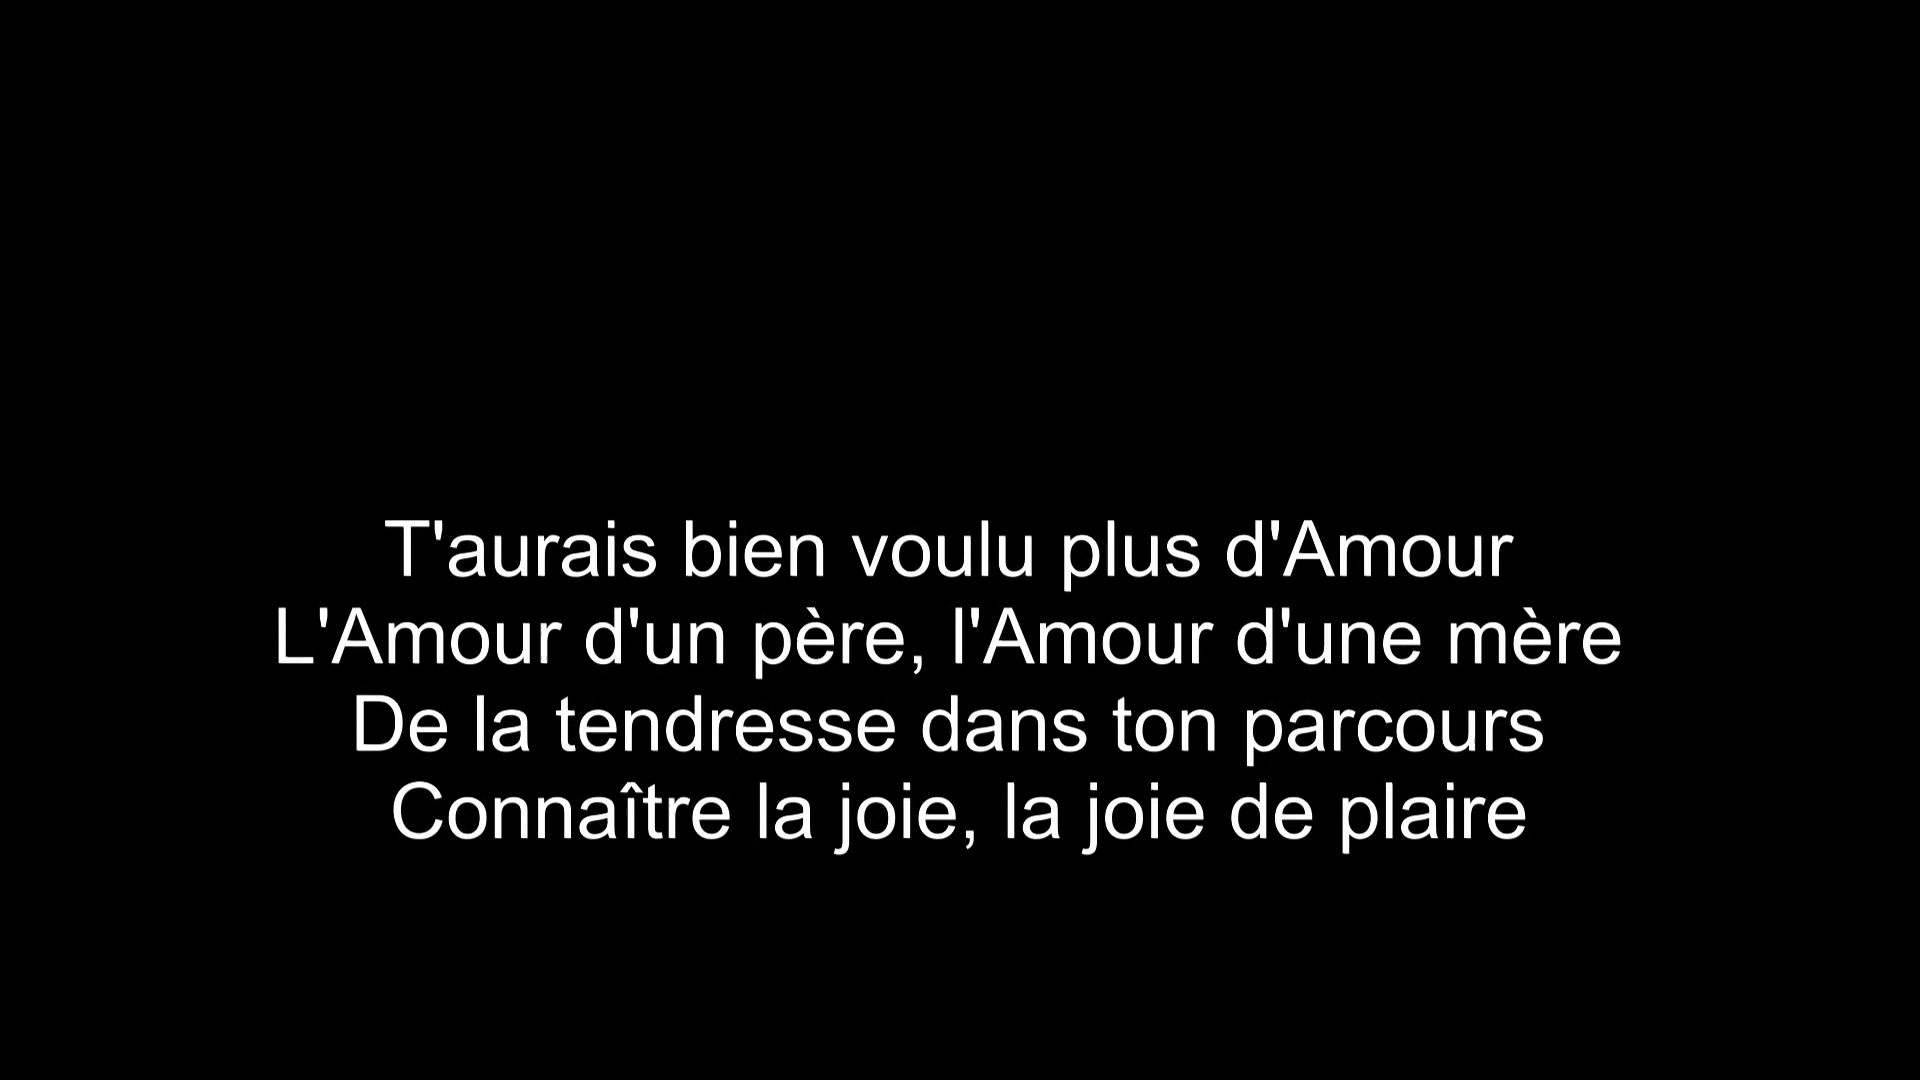 T'aurais bien voulu plus d'Amour
L'Amour d'un père, l'Amour d'une mère
De la tendresse dans ton parcours
Connaître la joie, la joie de plaire